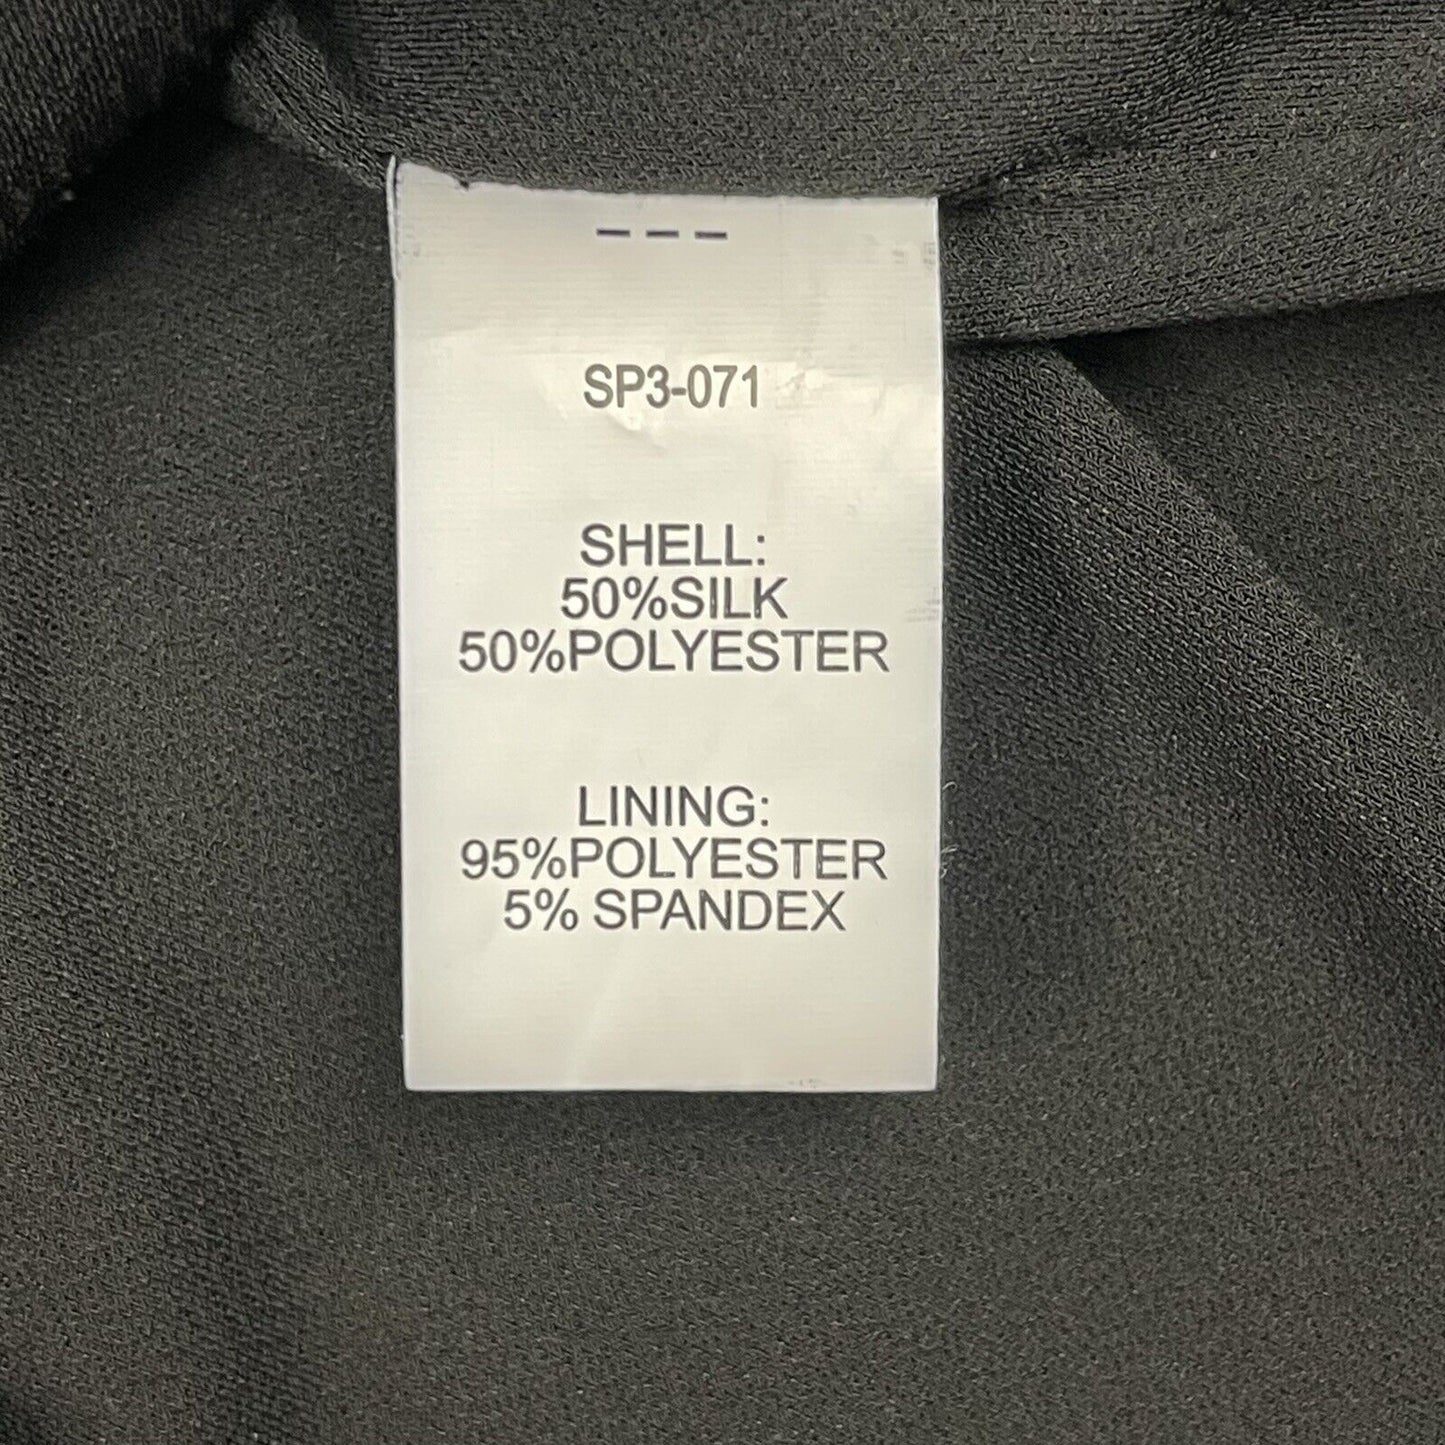 SP3-071
SHELL:
50%SILK
50%POLYESTER
LINING:
95%POLYESTER
5% SPANDEX